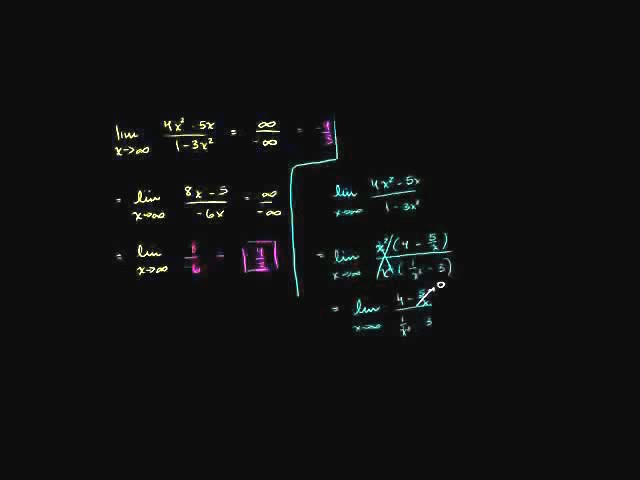 lim x→∞ 4x² - 5x / 1 - 3x² = ∞ / -∞ = -4/3
= lim x→∞ 8x - 5 / -6x = ∞ / -∞
= lim x→∞ 8 / -6 = -4/3
lim x→∞ 4x² - 5x / 1 - 3x²
= lim x→∞ x² (4 - 5/x) / x² (1/x² - 3)
= lim x→∞ 4 - 5/x → 0 / 1/x² 3